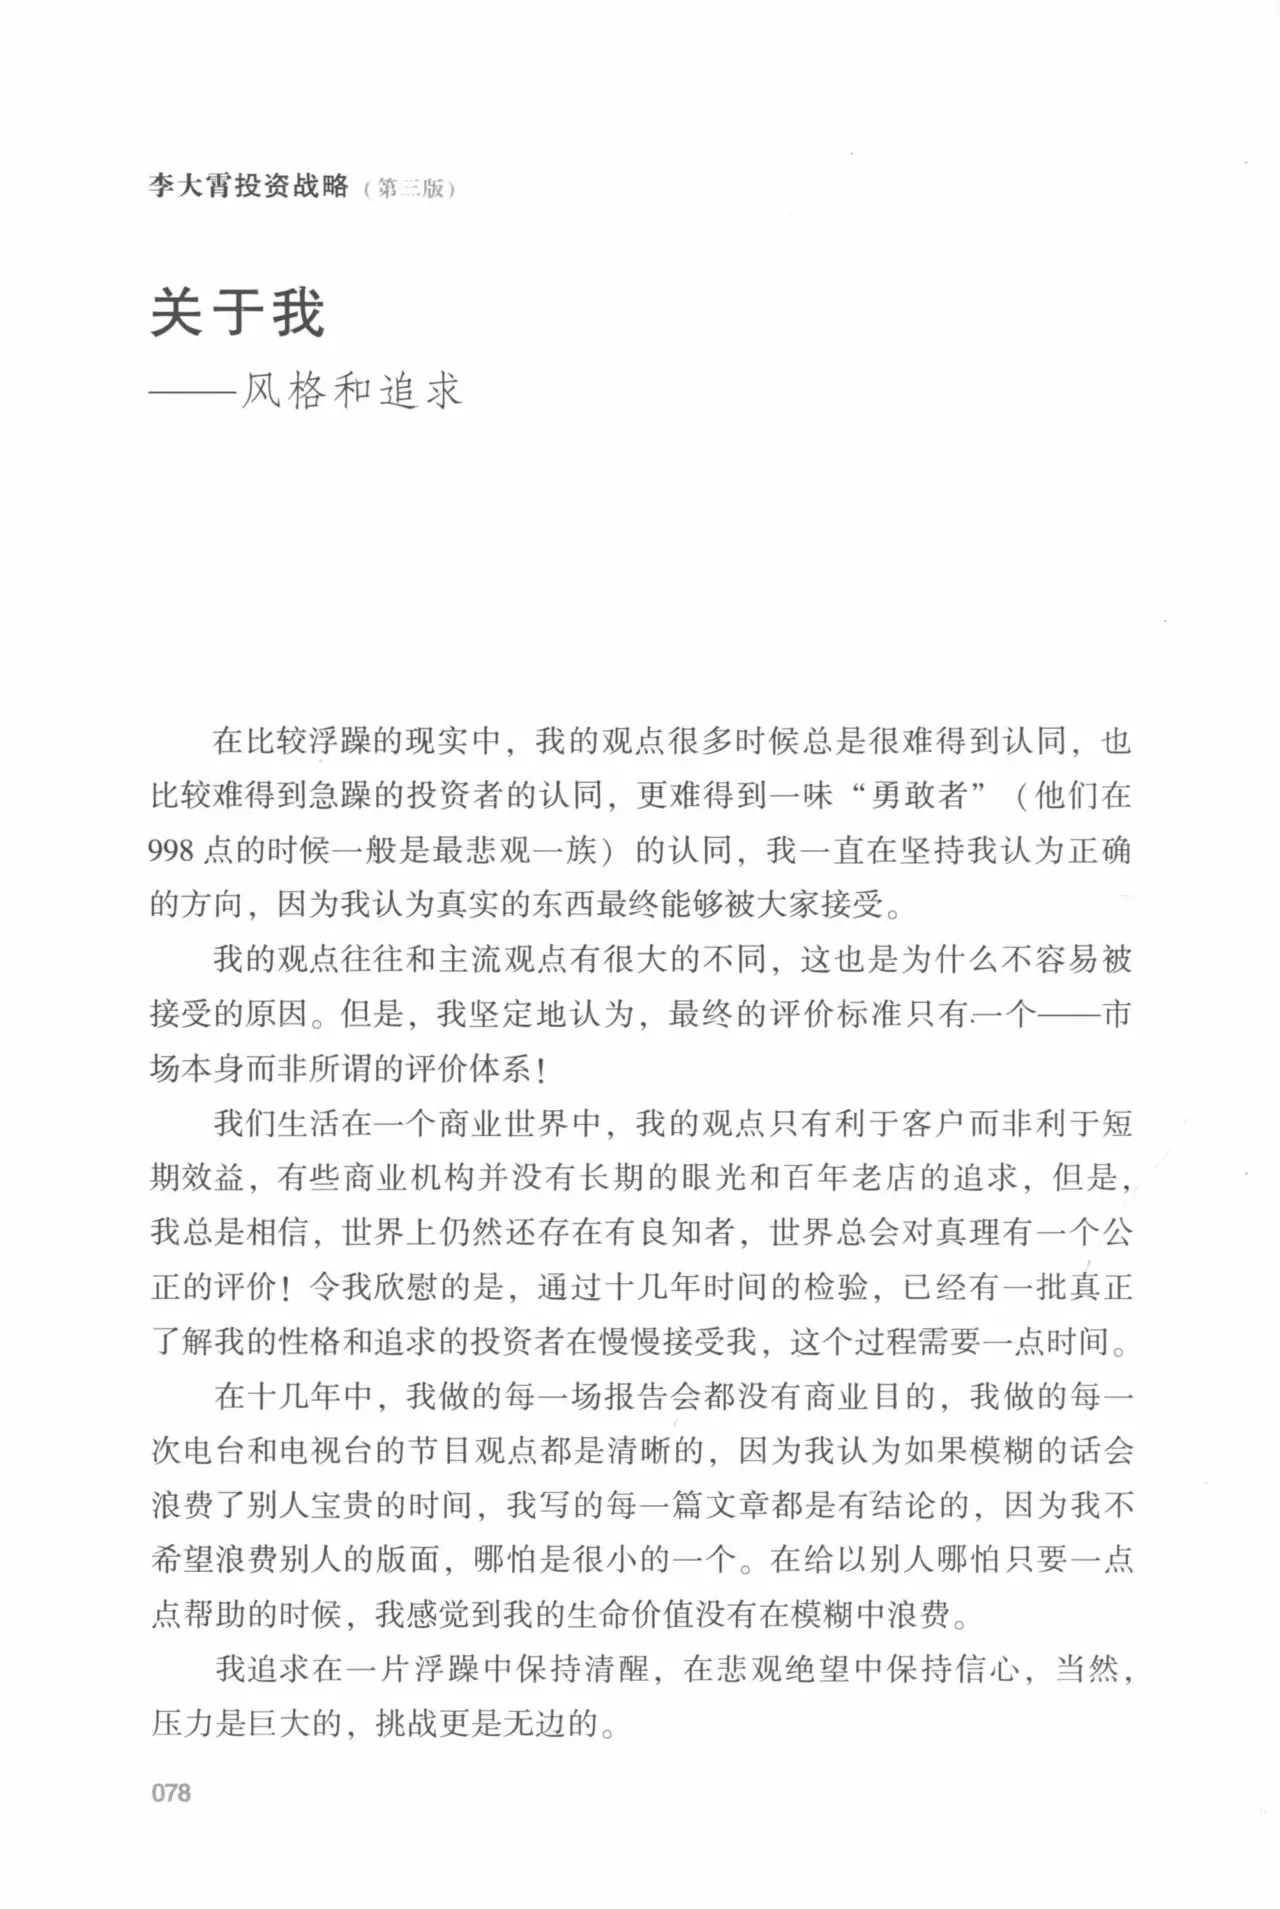 李大霄投资战略（第三版）
关于我
——风格和追求
在比较浮躁的现实中，我的观点很多时候总是很难得到认同，也
比较难得到急躁的投资者的认同，更难得到一味“勇敢者”（他们在
998 点的时候一般是最悲观一族）的认同，我一直在坚持我认为正确
的方向，因为我认为真实的东西最终能够被大家接受。
我的观点往往和主流观点有很大的不同，这也是为什么不容易被
接受的原因。但是，我坚定地认为，最终的评价标准只有一个——市
场本身而非所谓的评价体系！
我们生活在一个商业世界中，我的观点只有利于客户而非利于短
期效益，有些商业机构并没有长期的眼光和百年老店的追求，但是，
我总是相信，世界上仍然还存在有良知者，世界总会对真理有一个公
正的评价！令我欣慰的是，通过十几年时间的检验，已经有一批真正
了解我的性格和追求的投资者在慢慢接受我，这个过程需要一点时间。
在十几年中，我做的每一场报告会都没有商业目的，我做的每一
次电台和电视台的节目观点都是清晰的，因为我认为如果模糊的话会
浪费了别人宝贵的时间，我写的每一篇文章都是有结论的，因为我不
希望浪费别人的版面，哪怕是很小的一个。在给以别人哪怕只要一点
点帮助的时候，我感觉到我的生命价值没有在模糊中浪费。
我追求在一片浮躁中保持清醒，在悲观绝望中保持信心，当然，
压力是巨大的，挑战更是无边的。
078